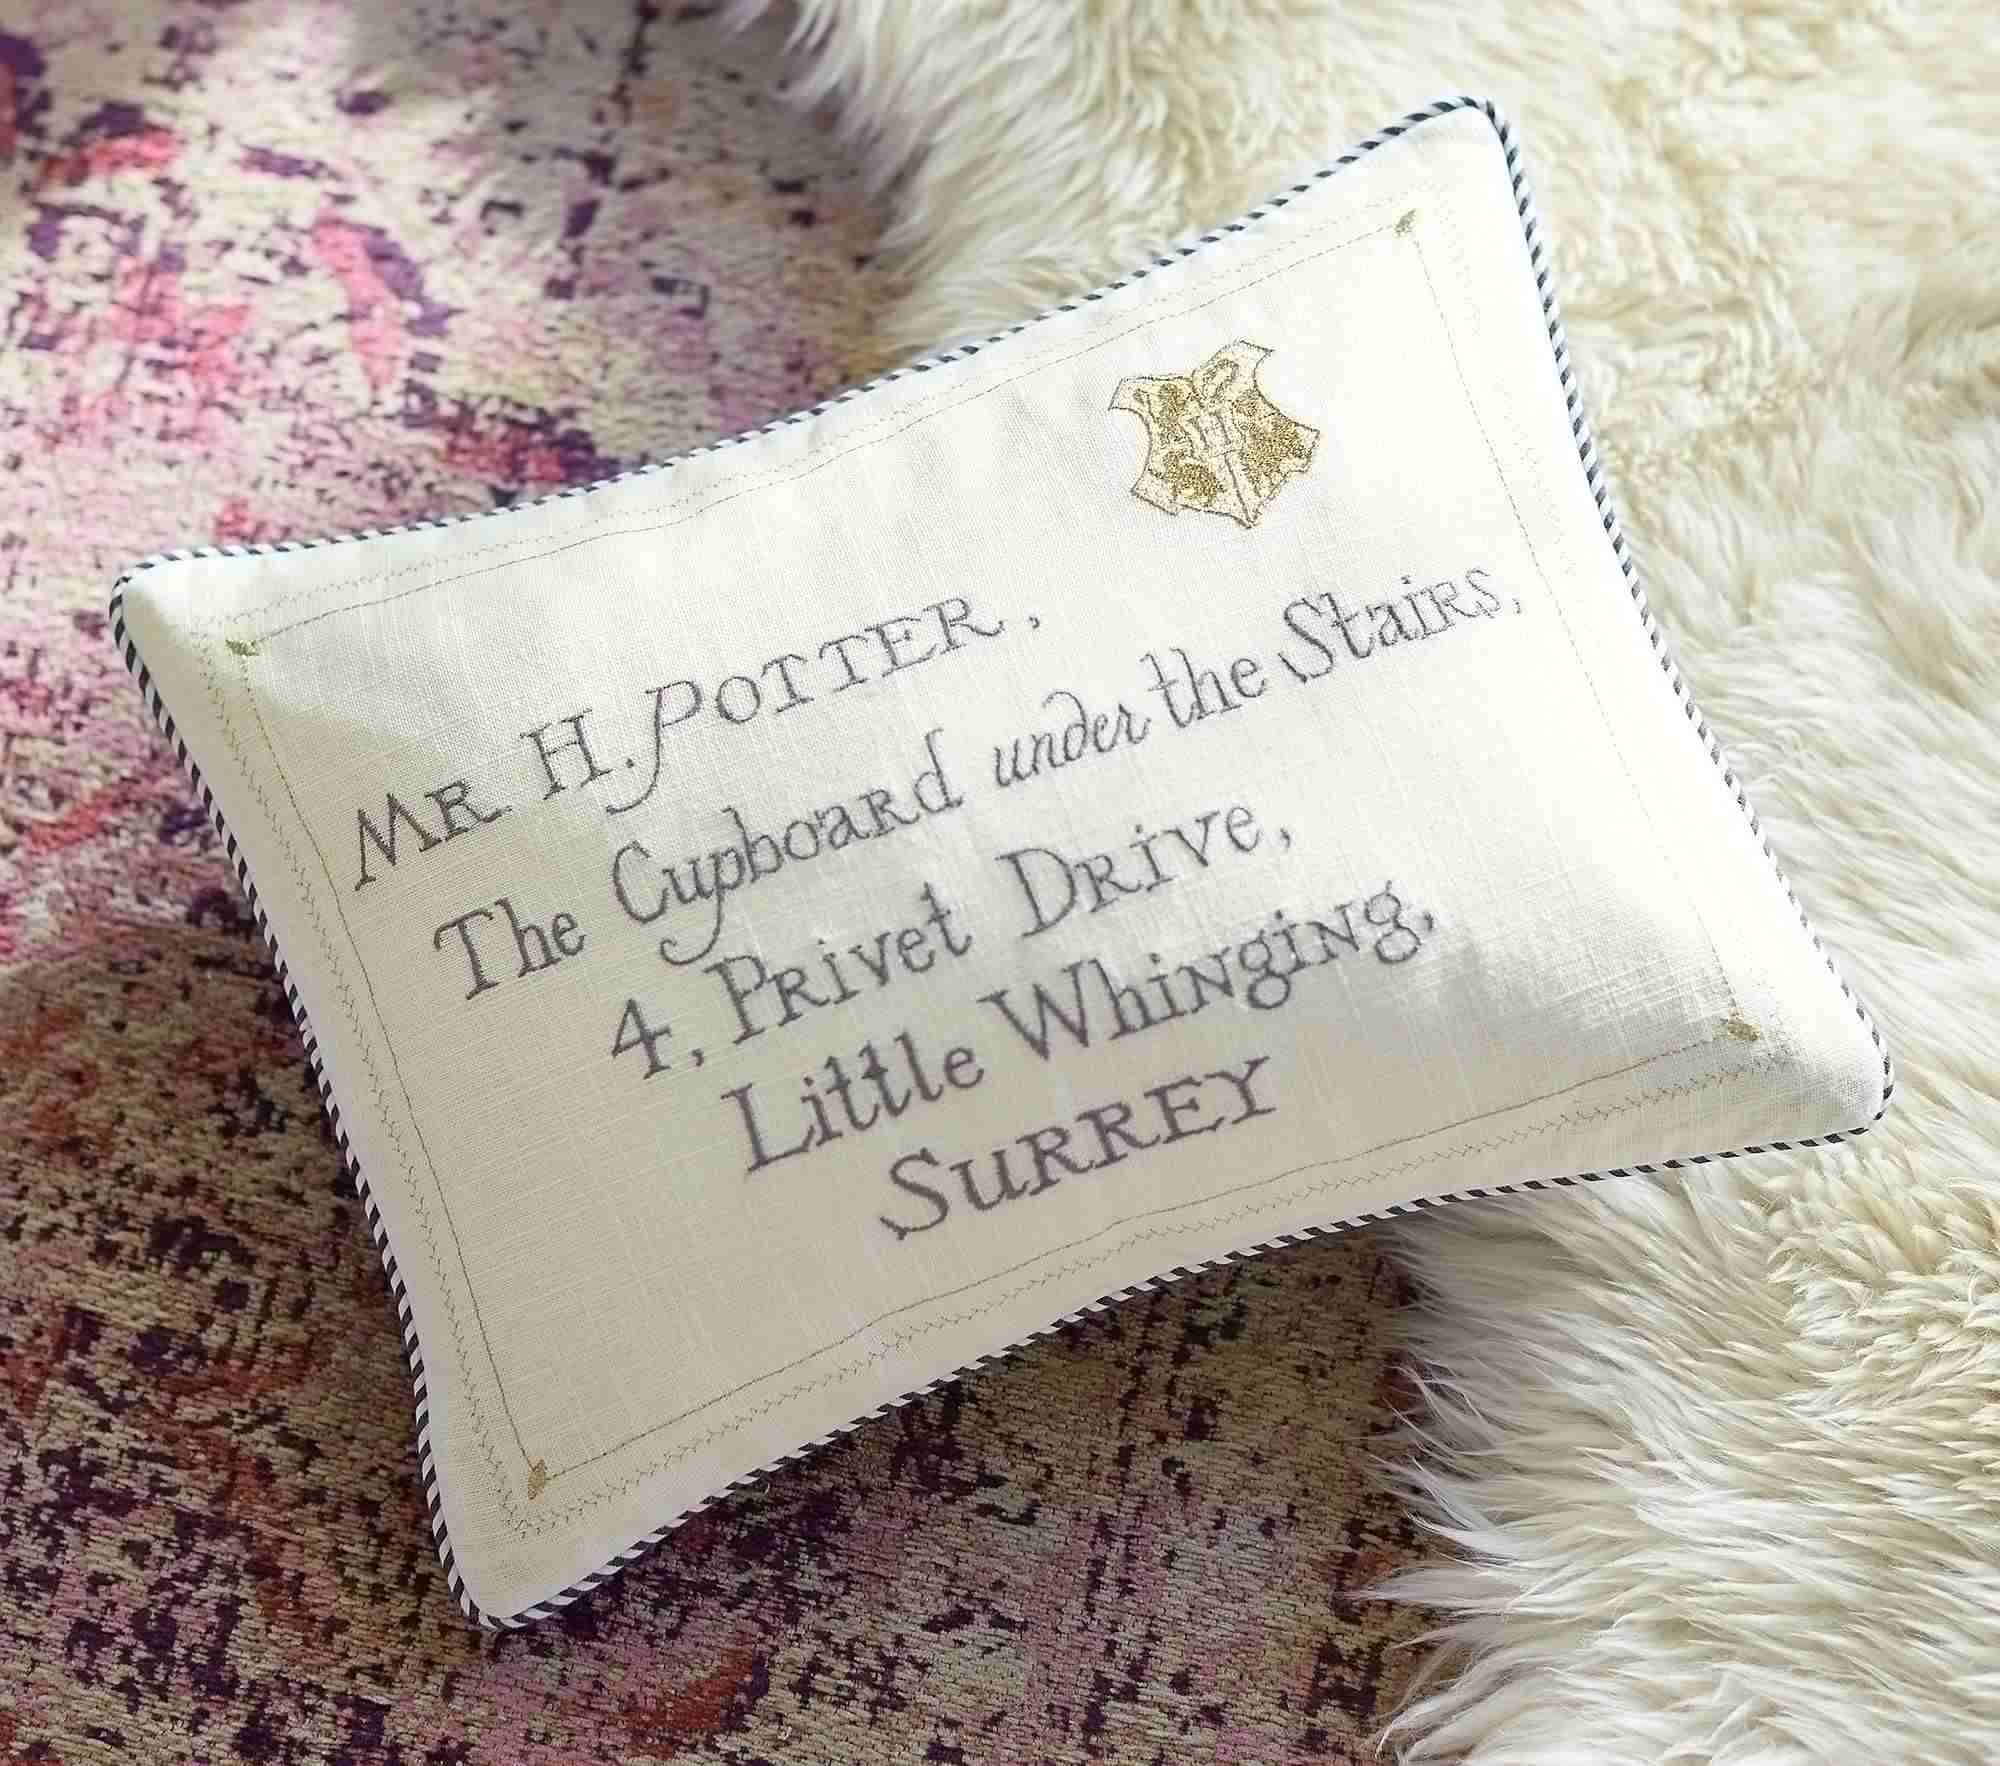 MR. H. POTTER,
The Cupboard under the Stairs,
4, Privet Drive,
Little Whinging,
SURREY